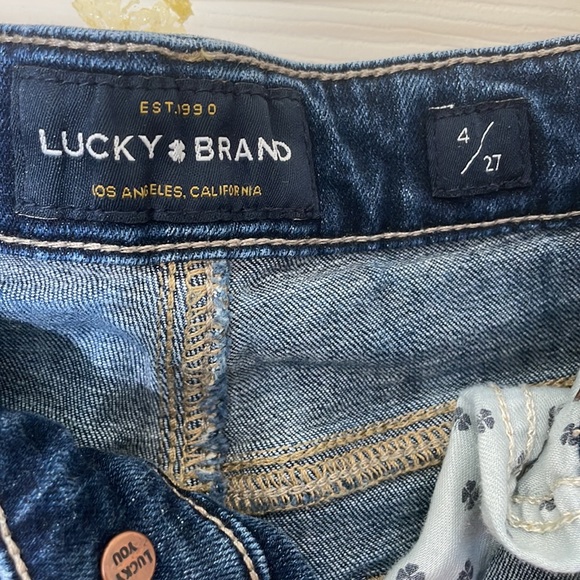 EST.1990
LUCKY BRAND
LOS ANGELES, CALIFORNIA
4/27
LUCKY
YOU